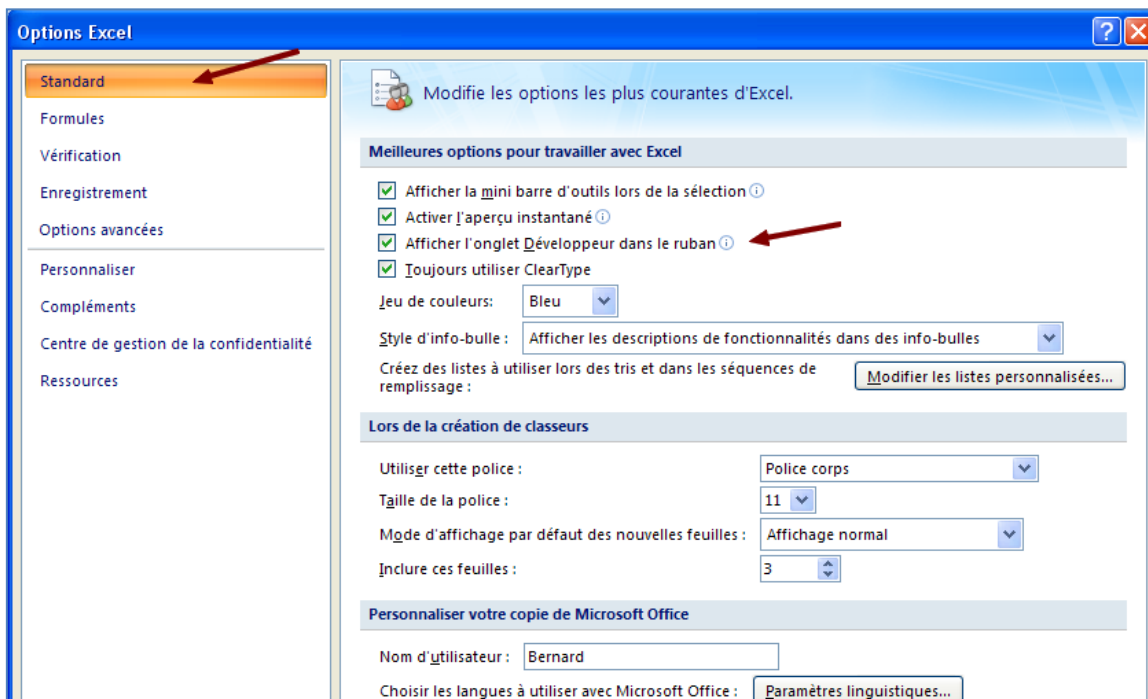 Options Excel
Standard
Formules
Vérification
Enregistrement
Options avancées
Personnaliser
Compléments
Centre de gestion de la confidentialité
Ressources
Modifie les options les plus courantes d'Excel.
Meilleures options pour travailler avec Excel
Afficher la mini barre d'outils lors de la sélection
Activer l'aperçu instantané
Afficher l'onglet Développeur dans le ruban
Toujours utiliser ClearType
Jeu de couleurs: Bleu
Style d'info-bulle : Afficher les descriptions de fonctionnalités dans des info-bulles
Créez des listes à utiliser lors des tris et dans les séquences de
remplissage : Modifier les listes personnalisées...
Lors de la création de classeurs
Utiliser cette police : Police corps
Taille de la police : 11
Mode d'affichage par défaut des nouvelles feuilles : Affichage normal
Inclure ces feuilles : 3
Personnaliser votre copie de Microsoft Office
Nom d'utilisateur : Bernard
Choisir les langues à utiliser avec Microsoft Office : Paramètres linguistiques...